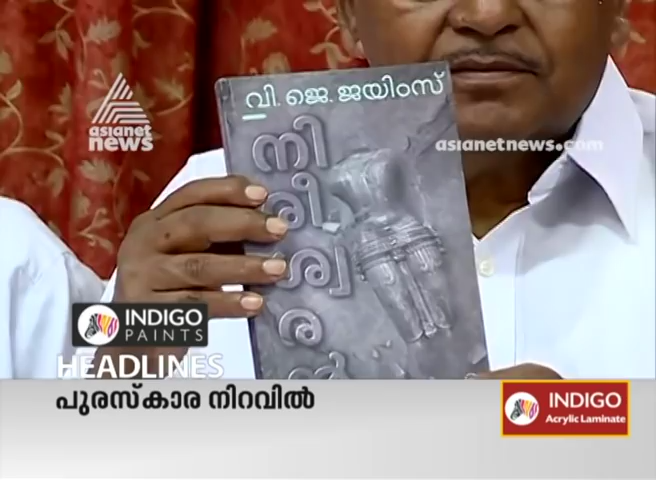 വി. ജെ. ജയിംസ്
നി
രീ
ശ്വ
ര
asianet
news
asianetnews.com
INDIGO
PAINTS
HEADLINES
പുരസ്കാര നിറവിൽ
INDIGO
Acrylic Laminate